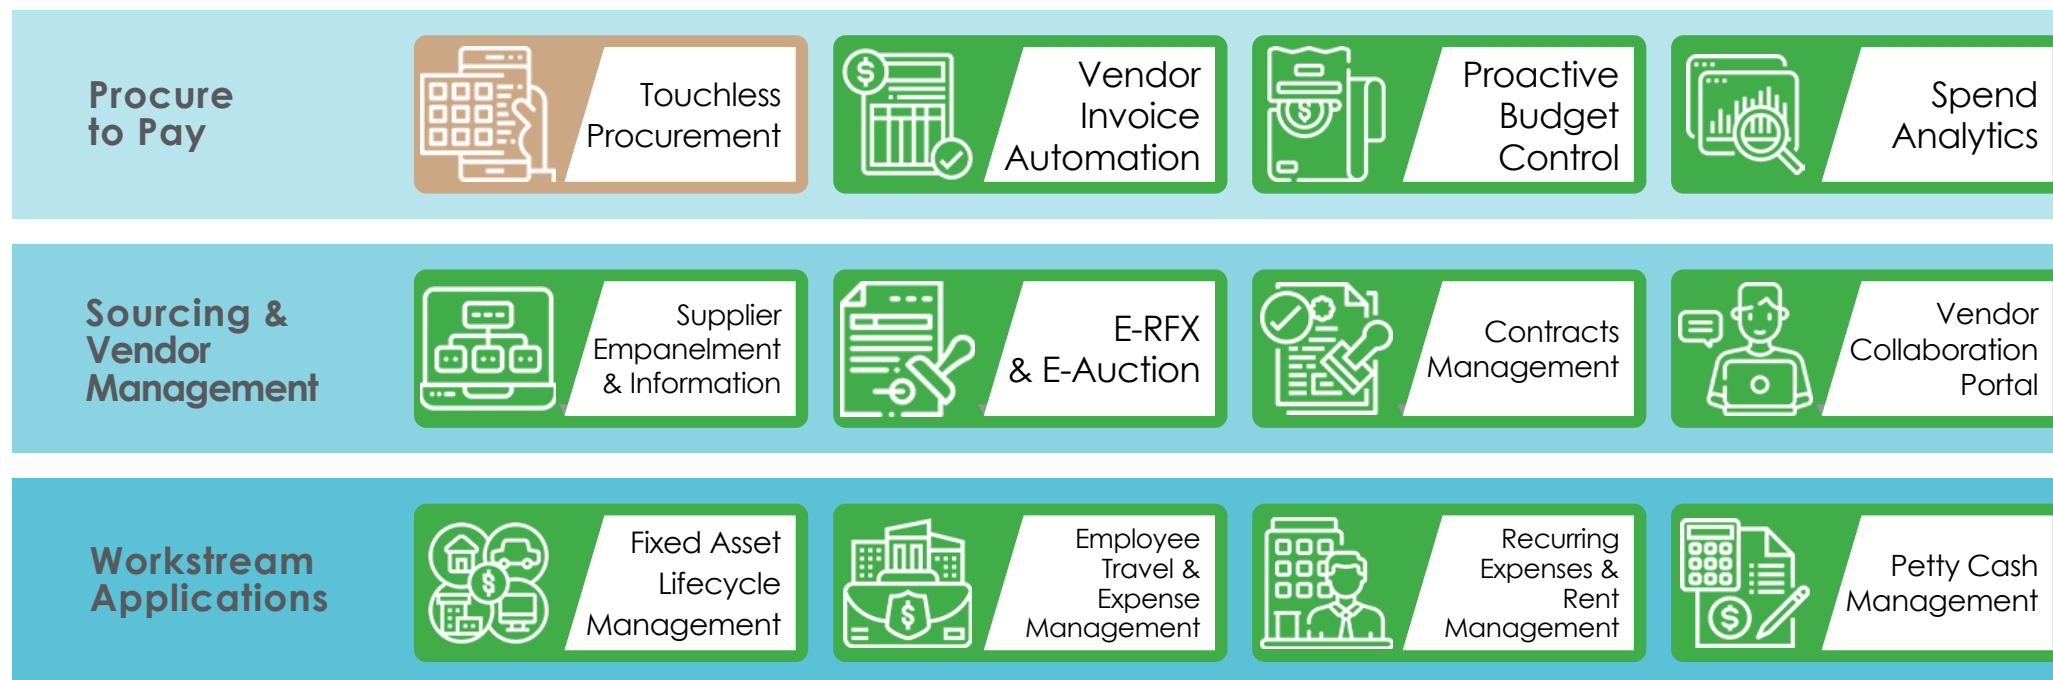 Procure
to Pay
Touchless
Procurement
Vendor
Invoice
Automation
Proactive
Budget
Control
Spend
Analytics
Sourcing &
Vendor
Management
Supplier
Empanelment
& Information
E-RFX
& E-Auction
Contracts
Management
Vendor
Collaboration
Portal
Workstream
Applications
Fixed Asset
Lifecycle
Management
Employee
Travel &
Expense
Management
Recurring
Expenses &
Rent
Management
Petty Cash
Management